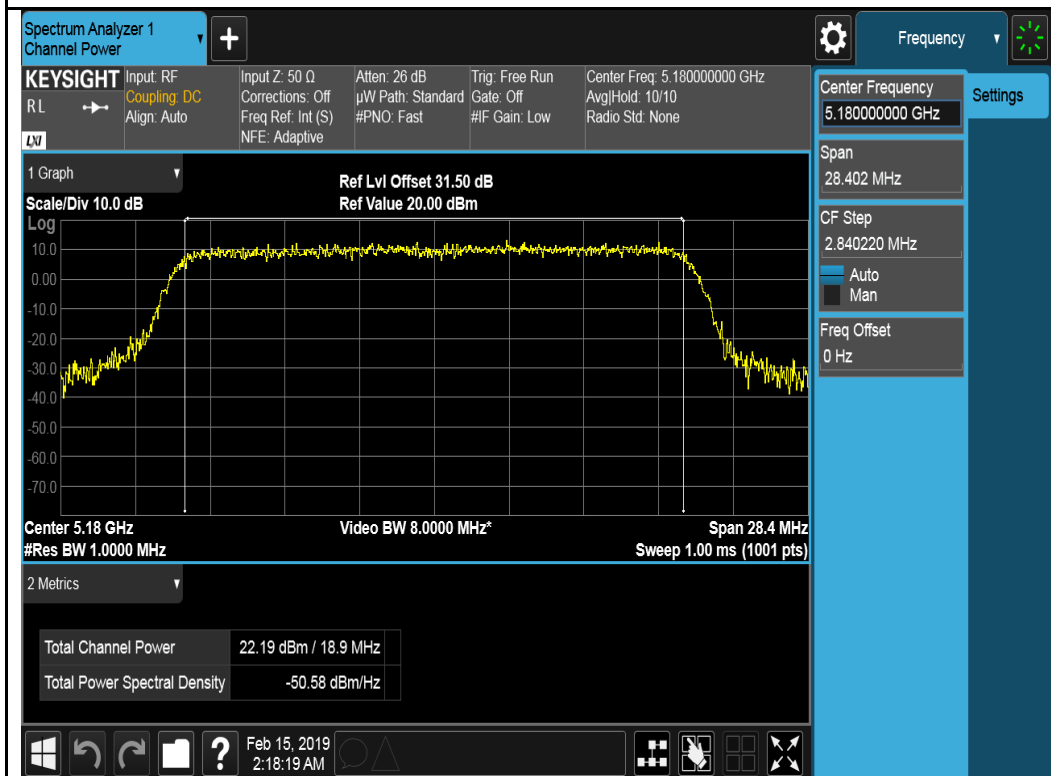 Spectrum Analyzer 1
Channel Power
+
Frequency
KEYSIGHT
RL
LXI
Input: RF
Coupling: DC
Align: Auto
Input Z: 50 Ω
Corrections: Off
Freq Ref: Int (S)
NFE: Adaptive
Atten: 26 dB
µW Path: Standard
#PNO: Fast
Trig: Free Run
Gate: Off
#IF Gain: Low
Center Freq: 5.180000000 GHz
Avg|Hold: 10/10
Radio Std: None
Center Frequency
5.180000000 GHz
Settings
Span
28.402 MHz
CF Step
2.840220 MHz
Auto
Man
Freq Offset
0 Hz
1 Graph
Scale/Div 10.0 dB
Ref Lvl Offset 31.50 dB
Ref Value 20.00 dBm
Log
10.0
0.00
-10.0
-20.0
-30.0
-40.0
-50.0
-60.0
-70.0
Center 5.18 GHz
#Res BW 1.0000 MHz
Video BW 8.0000 MHz*
Span 28.4 MHz
Sweep 1.00 ms (1001 pts)
2 Metrics
Total Channel Power 22.19 dBm / 18.9 MHz
Total Power Spectral Density -50.58 dBm/Hz
?
Feb 15, 2019
2:18:19 AM